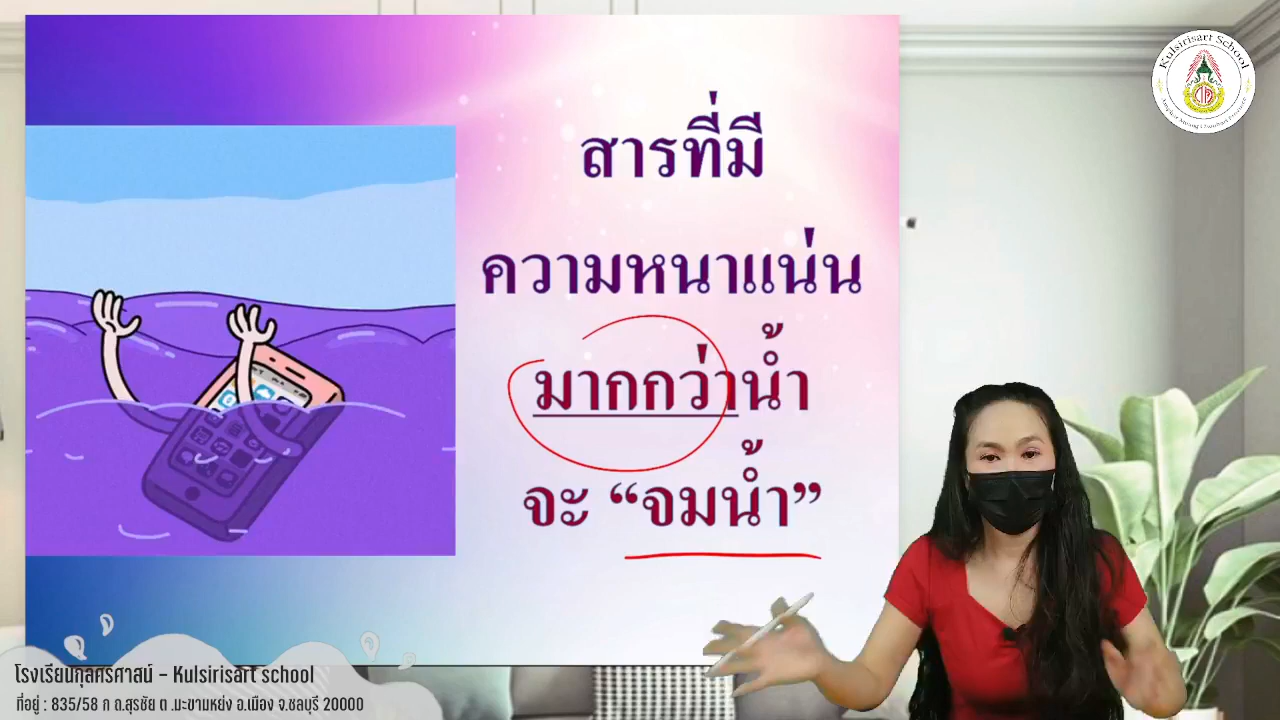 Kulsirisart School
สารที่มี
ความหนาแน่น
มากกว่าน้ำ
จะ “จมน้ำ”
โรงเรียนกุลศิริศาสน์ - Kulsirisart school
ที่อยู่ : 835/58 ก ถ.สุรชัย ต .มะขามหย่ง อ.เมือง จ.ชลบุรี 20000